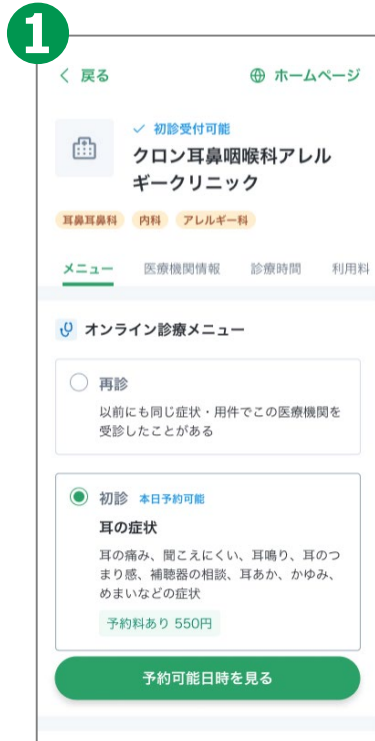 1
戻る
ホームページ
初診受付可能
クロン耳鼻咽喉科アレル
ギークリニック
耳鼻耳鼻科 内科 アレルギー科
メニュー 医療機関情報 診療時間 利用料
オンライン診療メニュー
再診
以前にも同じ症状・用件でこの医療機関を
受診したことがある
初診 本日予約可能
耳の症状
耳の痛み、聞こえにくい、耳鳴り、耳のつ
まり感、補聴器の相談、耳あか、かゆみ、
めまいなどの症状
予約料あり 550円
予約可能日時を見る